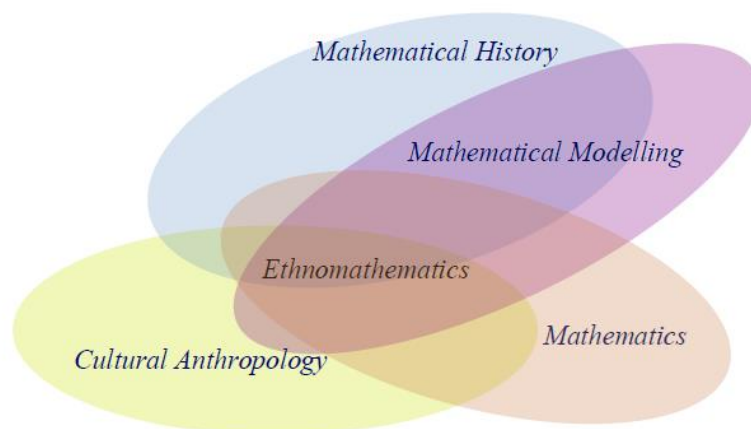 Mathematical History
Mathematical Modelling
Ethnomathematics
Mathematics
Cultural Anthropology